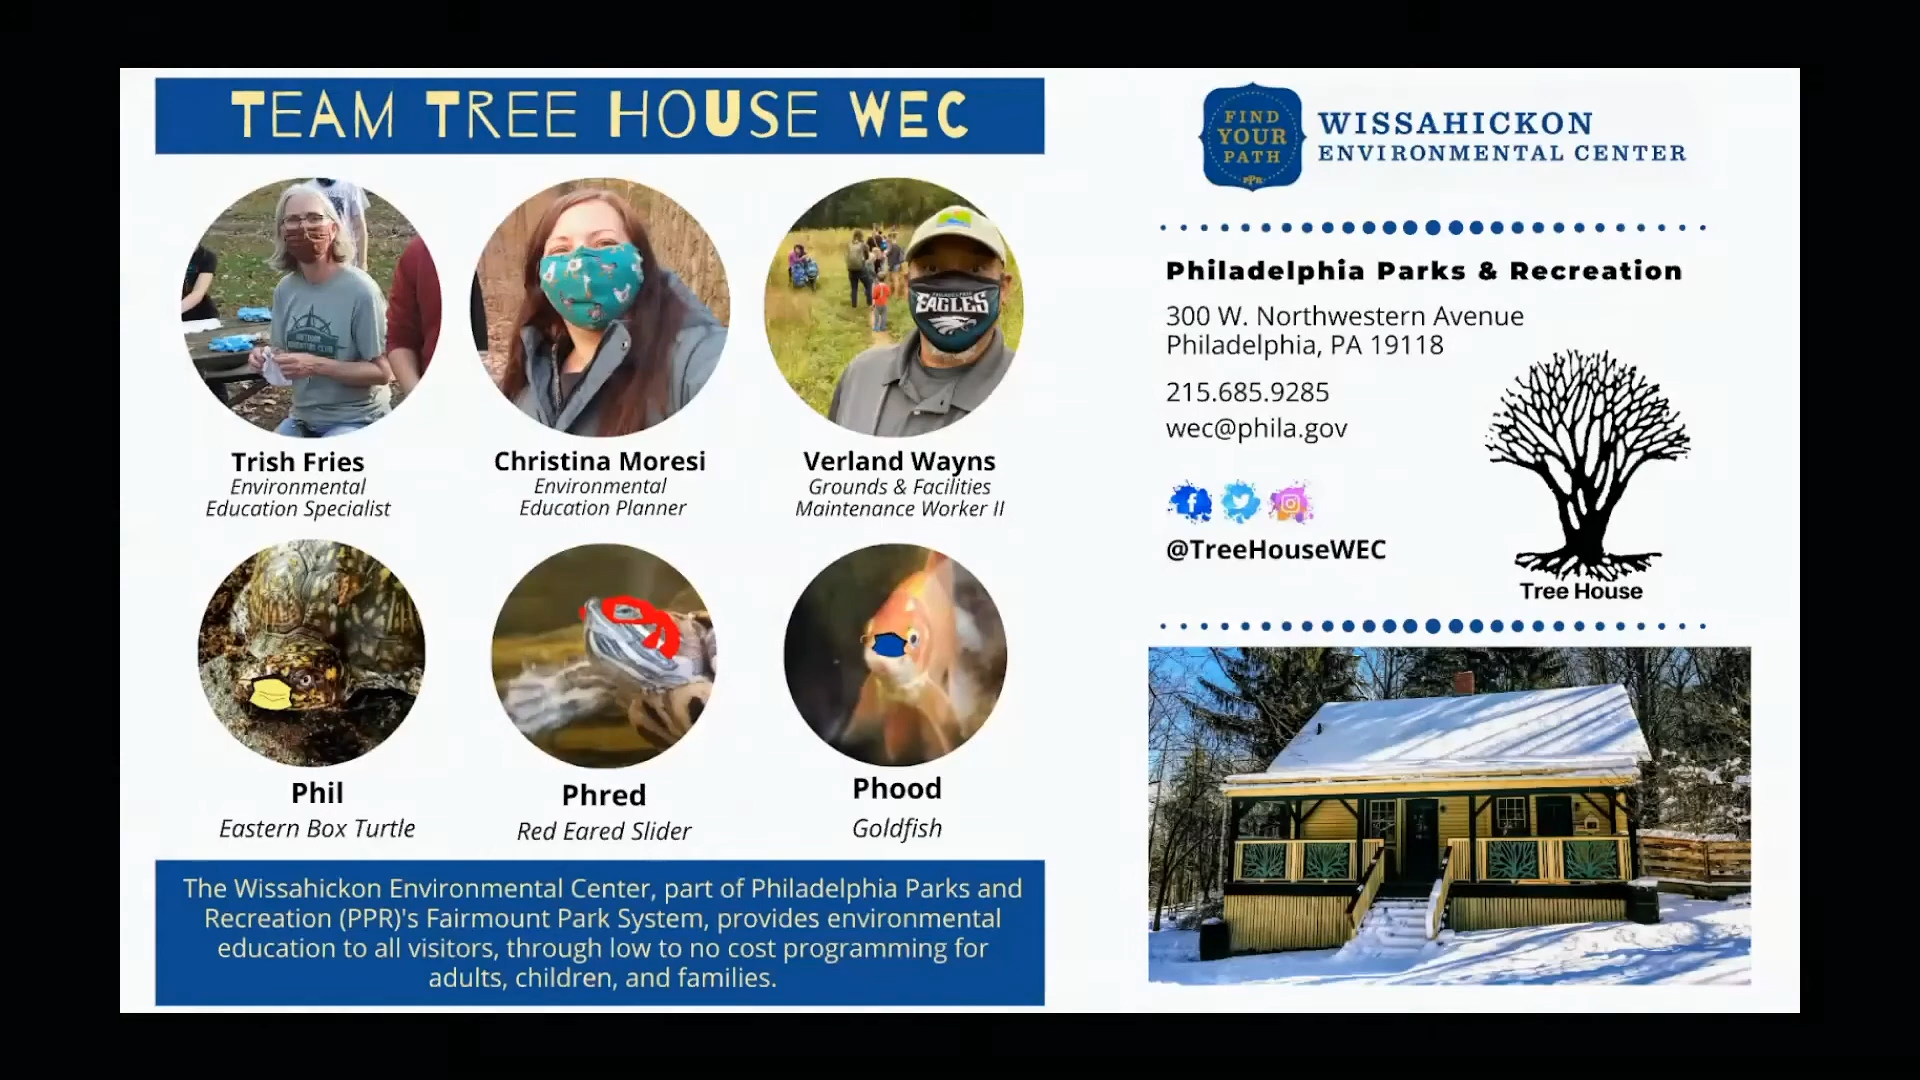 TEAM TREE HOUSE WEC
Trish Fries
Environmental
Education Specialist
Christina Moresi
Environmental
Education Planner
EAGLES
Verland Wayns
Grounds & Facilities
Maintenance Worker II
Phil
Eastern Box Turtle
Phred
Red Eared Slider
Phood
Goldfish
The Wissahickon Environmental Center, part of Philadelphia Parks and
Recreation (PPR)'s Fairmount Park System, provides environmental
education to all visitors, through low to no cost programming for
adults, children, and families.
FIND
YOUR
PATH
PPR
WISSAHICKON
ENVIRONMENTAL CENTER
Philadelphia Parks & Recreation
300 W. Northwestern Avenue
Philadelphia, PA 19118
215.685.9285
wec@phila.gov
@TreeHouseWEC
Tree House